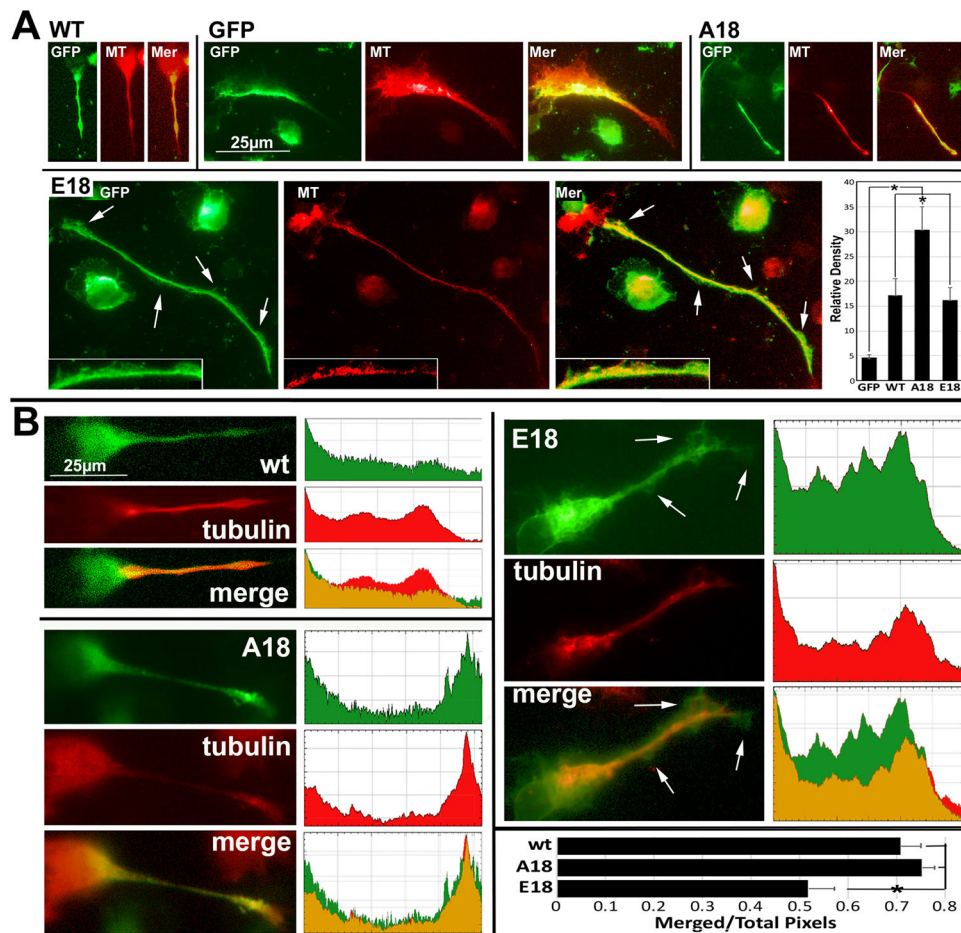 A
WT
GFP
MT
Mer
GFP
GFP
MT
Mer
25µm
A18
GFP
MT
Mer
E18
GFP
MT
Mer
Relative Density
40
35
30
25
20
15
10
5
0
*
*
GFP WT A18 E18
B
wt
25µm
tubulin
merge
A18
tubulin
merge
E18
tubulin
merge
wt
A18
E18
*
0 0.1 0.2 0.3 0.4 0.5 0.6 0.7 0.8
Merged/Total Pixels